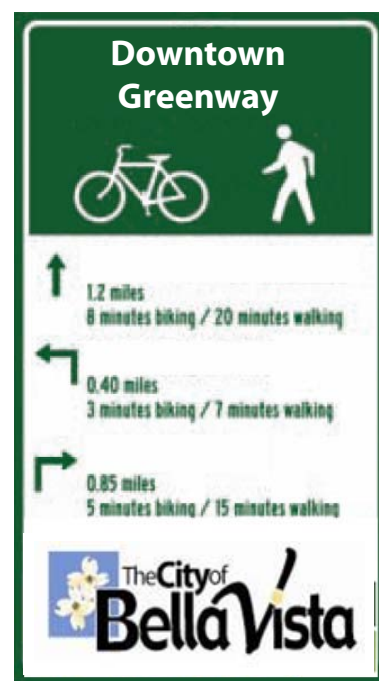 Downtown
Greenway
1.2 miles
8 minutes biking / 20 minutes walking
0.40 miles
3 minutes biking / 7 minutes walking
0.85 miles
5 minutes biking / 15 minutes walking
The City of
Bella Vista